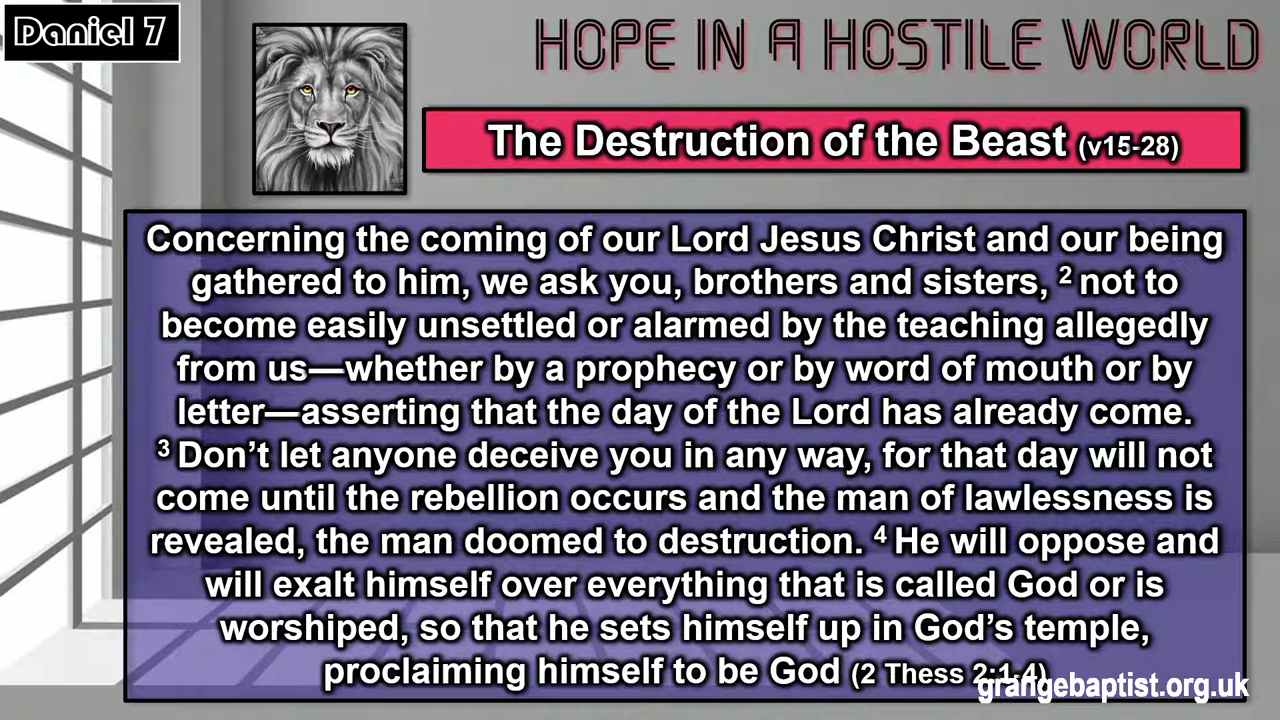 Daniel 7
HOPE IN A HOSTILE WORLD
The Destruction of the Beast (v15-28)
Concerning the coming of our Lord Jesus Christ and our being
gathered to him, we ask you, brothers and sisters, ² not to
become easily unsettled or alarmed by the teaching allegedly
from us—whether by a prophecy or by word of mouth or by
letter—asserting that the day of the Lord has already come.
³ Don’t let anyone deceive you in any way, for that day will not
come until the rebellion occurs and the man of lawlessness is
revealed, the man doomed to destruction. ⁴ He will oppose and
will exalt himself over everything that is called God or is
worshiped, so that he sets himself up in God’s temple,
proclaiming himself to be God (2 Thess 2:1-4)
grangebaptist.org.uk